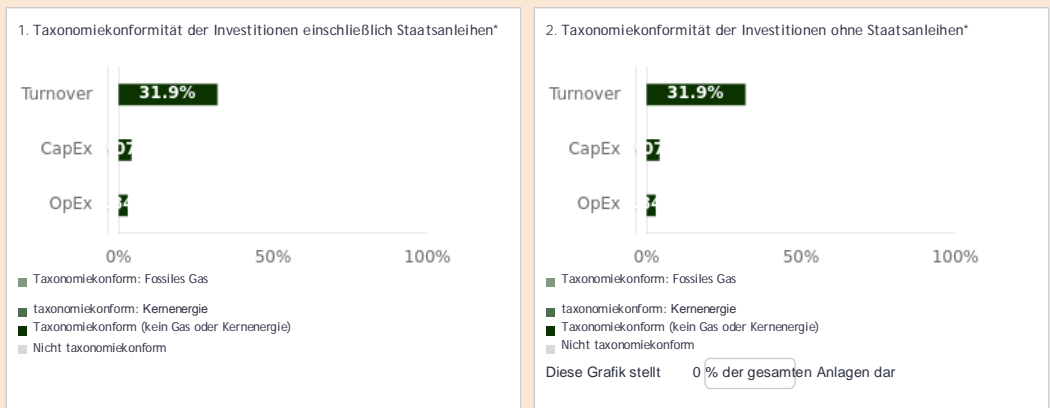 1. Taxonomiekonformität der Investitionen einschließlich Staatsanleihen*
Turnover
31.9%
CapEx
OpEx
0% 50% 100%
Taxonomiekonform: Fossiles Gas
taxonomiekonform: Kernenergie
Taxonomiekonform (kein Gas oder Kernenergie)
Nicht taxonomiekonform
2. Taxonomiekonformität der Investitionen ohne Staatsanleihen*
Turnover
31.9%
CapEx
OpEx
0% 50% 100%
Taxonomiekonform: Fossiles Gas
taxonomiekonform: Kernenergie
Taxonomiekonform (kein Gas oder Kernenergie)
Nicht taxonomiekonform
Diese Grafik stellt 0 % der gesamten Anlagen dar